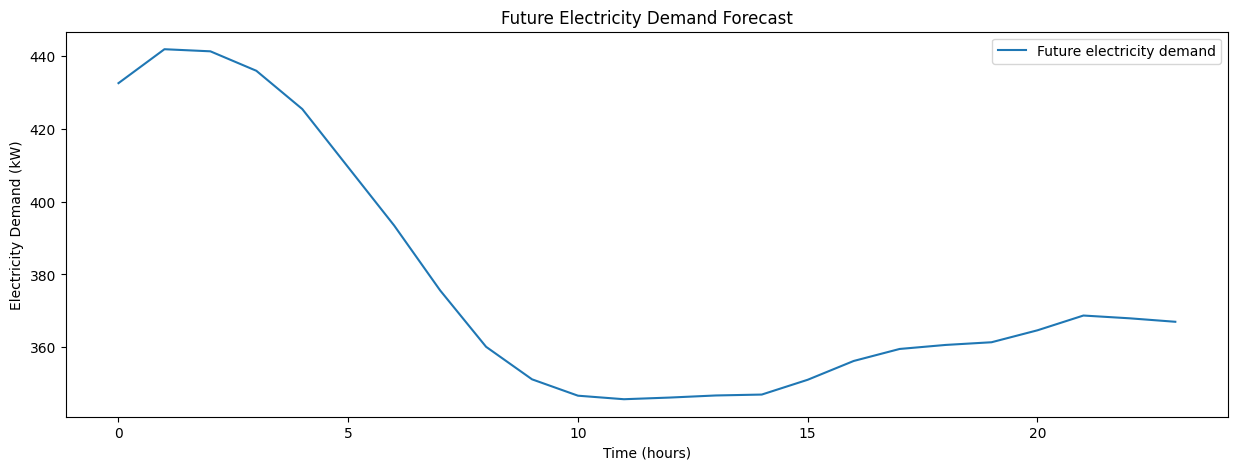 Future Electricity Demand Forecast
Future electricity demand
Electricity Demand (kW)
440
420
400
380
360
0 5 10 15 20
Time (hours)